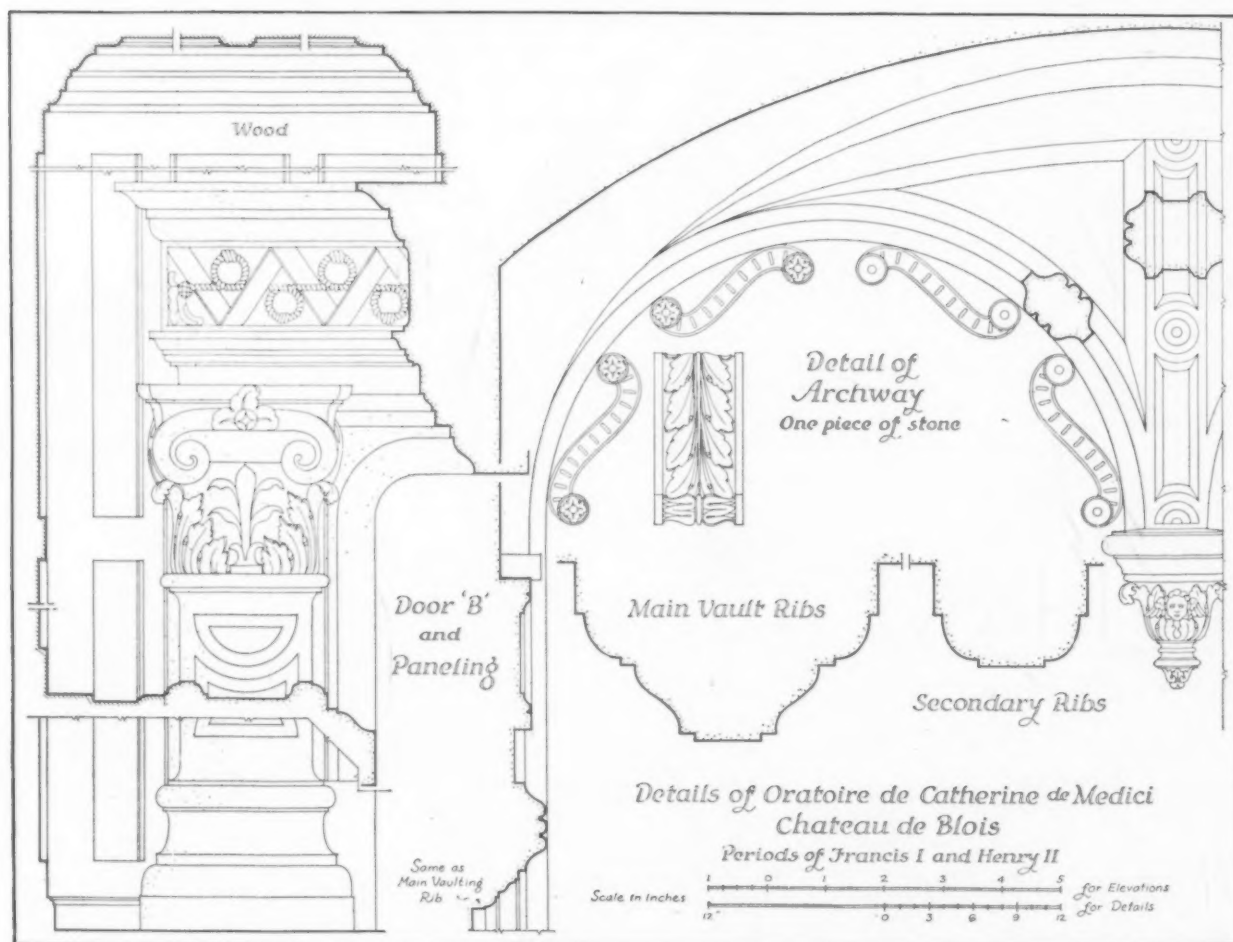 Wood
Detail of
Archway
One piece of stone
Door 'B'
and
Paneling
Main Vault Ribs
Secondary Ribs
Same as
Main Vaulting
Rib
Details of Oratoire de Catherine de Medici
Chateau de Blois
Periods of Francis I and Henry II
Scale in inches
1 0 1 2 3 4 5
for Elevations
12 0 3 6 9 12
for Details